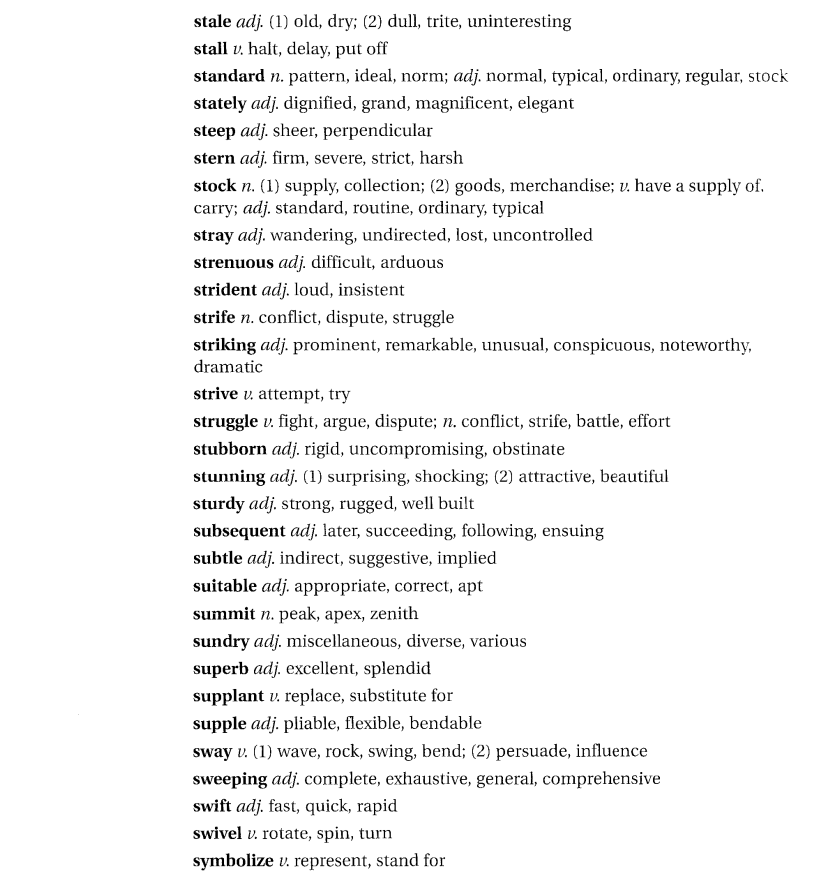 stale adj. (1) old, dry; (2) dull, trite, uninteresting
stall v. halt, delay, put off
standard n. pattern, ideal, norm; adj. normal, typical, ordinary, regular, stock
stately adj. dignified, grand, magnificent, elegant
steep adj. sheer, perpendicular
stern adj. firm, severe, strict, harsh
stock n. (1) supply, collection; (2) goods, merchandise; v. have a supply of.
carry; adj. standard, routine, ordinary, typical
stray adj. wandering, undirected, lost, uncontrolled
strenuous adj. difficult, arduous
strident adj. loud, insistent
strife n. conflict, dispute, struggle
striking adj. prominent, remarkable, unusual, conspicuous, noteworthy,
dramatic
strive v. attempt, try
struggle v. fight, argue, dispute; n. conflict, strife, battle, effort
stubborn adj. rigid, uncompromising, obstinate
stunning adj. (1) surprising, shocking; (2) attractive, beautiful
sturdy adj. strong, rugged, well built
subsequent adj. later, succeeding, following, ensuing
subtle adj. indirect, suggestive, implied
suitable adj. appropriate, correct, apt
summit n. peak, apex, zenith
sundry adj. miscellaneous, diverse, various
superb adj. excellent, splendid
supplant v. replace, substitute for
supple adj. pliable, flexible, bendable
sway v. (1) wave, rock, swing, bend; (2) persuade, influence
sweeping adj. complete, exhaustive, general, comprehensive
swift adj. fast, quick, rapid
swivel v. rotate, spin, turn
symbolize v. represent, stand for